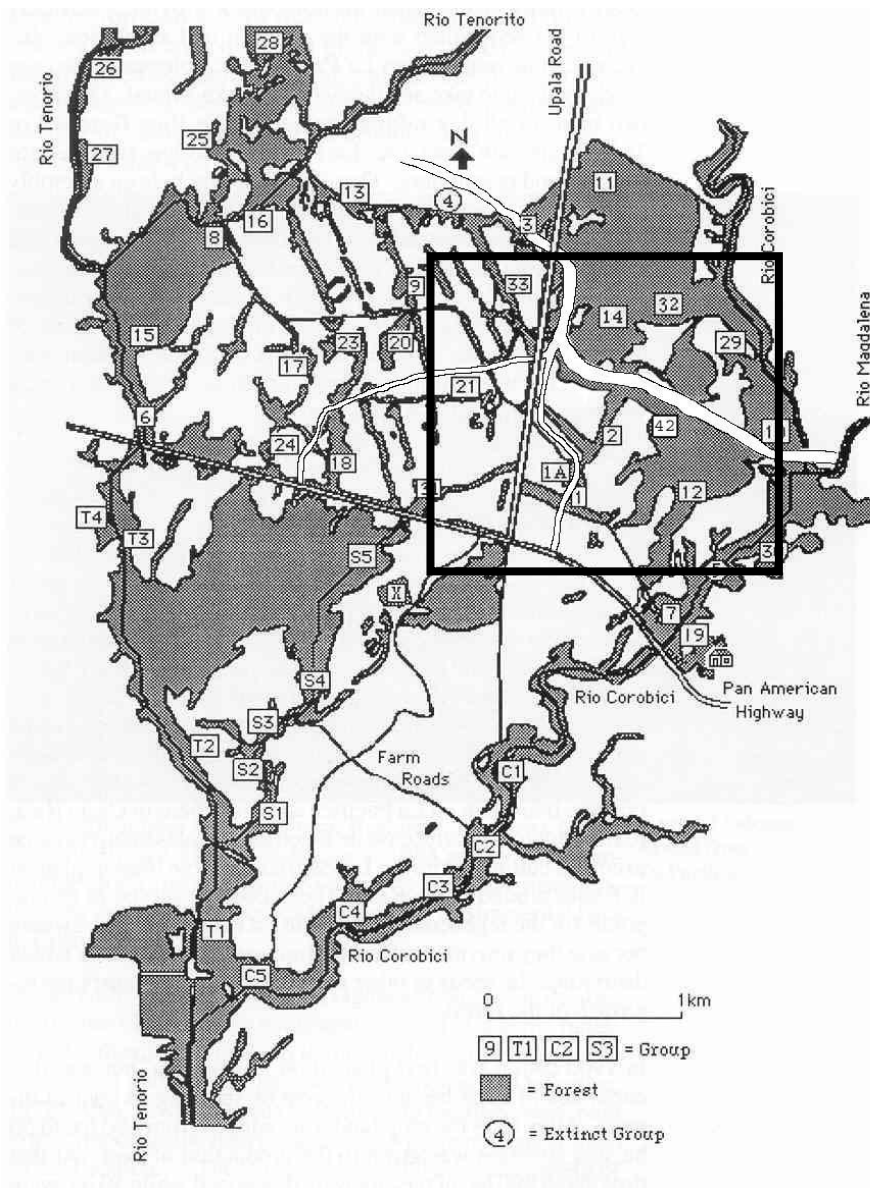 Rio Tenorito
Rio Tenorio
Upala Road
26
28
27
25
N
13
4
11
16
3
8
Rio Corobici
9
33
32
14
15
23
20
29
17
Rio Magdalena
21
6
2
42
24
18
1A
1
12
31
T4
T3
S5
X
7
19
S4
Rio Corobici
Pan American
Highway
S3
T2
S2
Farm
Roads
C1
S1
C2
C3
C4
T1
Rio Corobici
C5
0
1km
9 T1 C2 S3 = Group
= Forest
4 = Extinct Group
Rio Tenorio